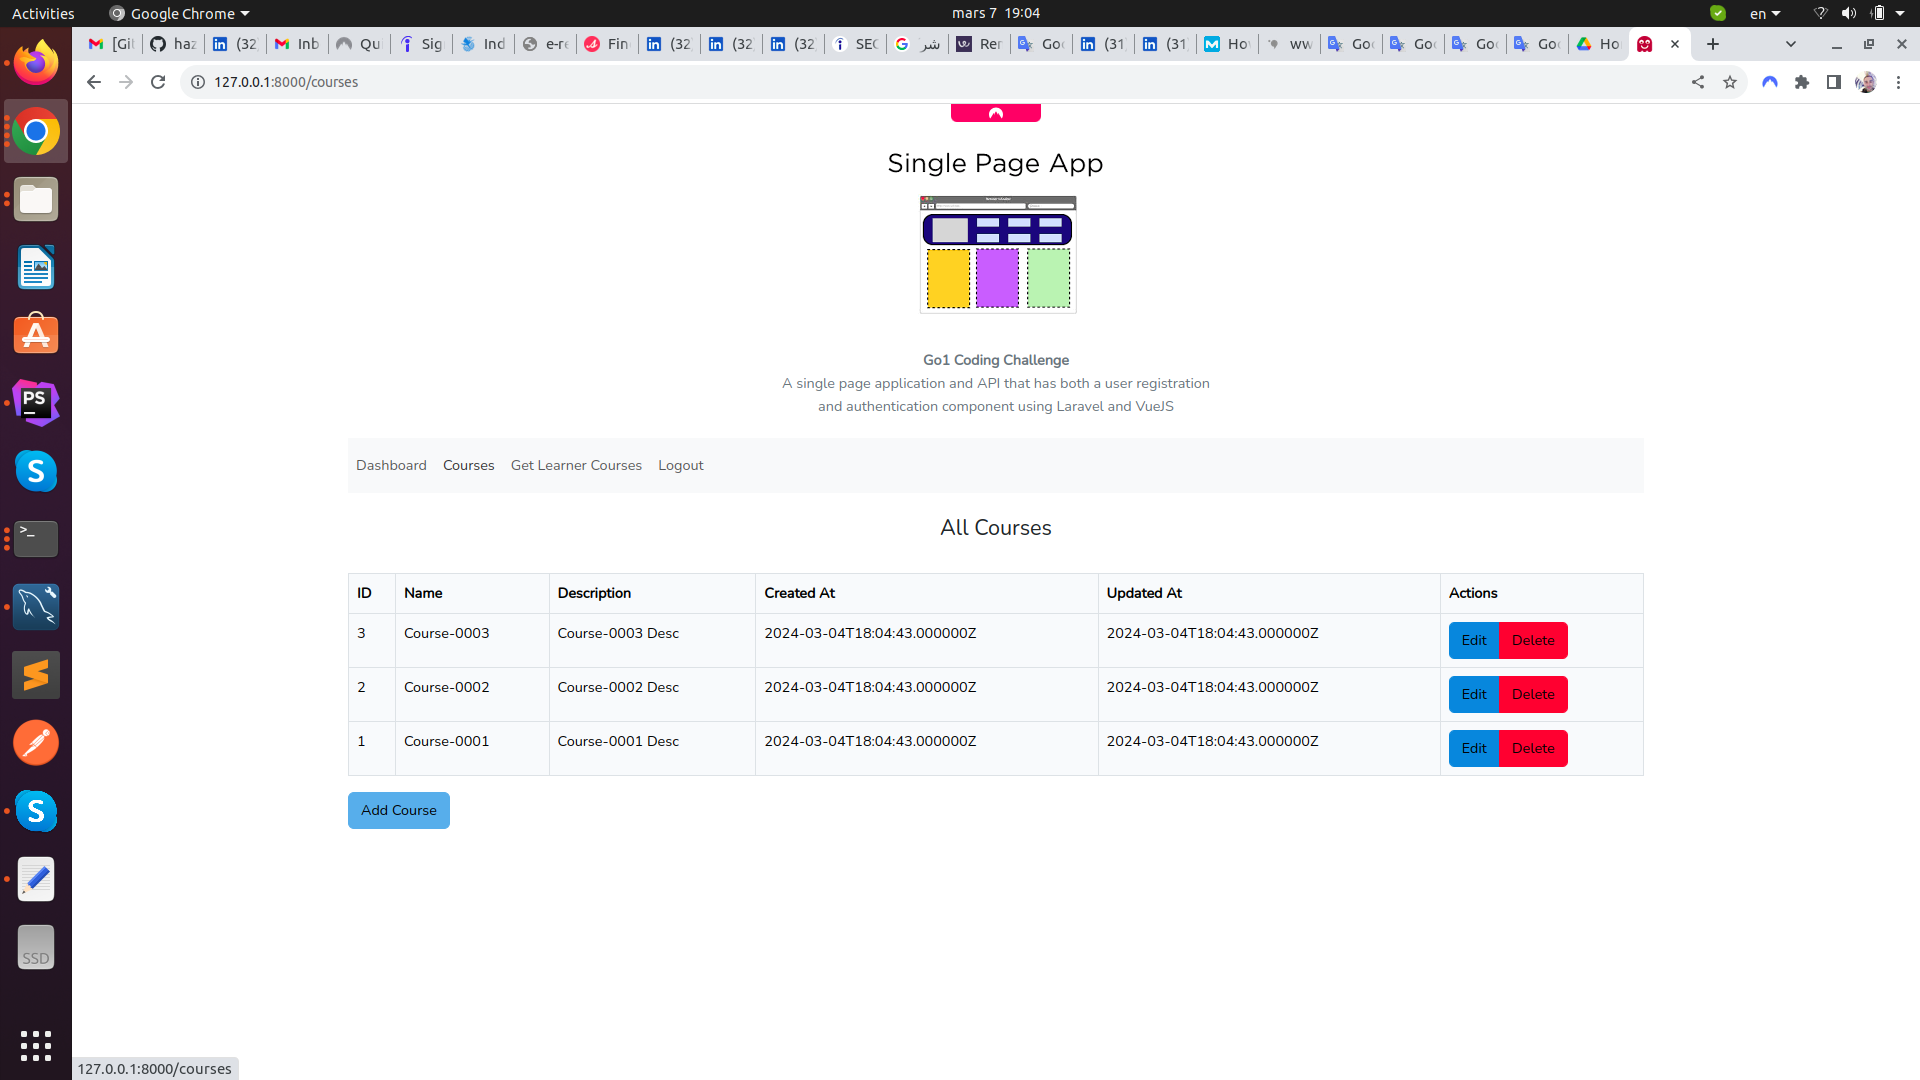 Activities Google Chrome mars 7 19:04 en
[Git haz (32 Inb Qu Sig Ind e-re Fin (32 (32 (32 SEC شر Rer Goo (31 (31 Ho ww Goo Goo Goo Goo Ho
127.0.0.1:8000/courses
Single Page App
Go1 Coding Challenge
A single page application and API that has both a user registration
and authentication component using Laravel and VueJS
Dashboard Courses Get Learner Courses Logout
All Courses
ID Name Description Created At Updated At Actions
3 Course-0003 Course-0003 Desc 2024-03-04T18:04:43.000000Z 2024-03-04T18:04:43.000000Z Edit Delete
2 Course-0002 Course-0002 Desc 2024-03-04T18:04:43.000000Z 2024-03-04T18:04:43.000000Z Edit Delete
1 Course-0001 Course-0001 Desc 2024-03-04T18:04:43.000000Z 2024-03-04T18:04:43.000000Z Edit Delete
Add Course
PS
SSD
127.0.0.1:8000/courses